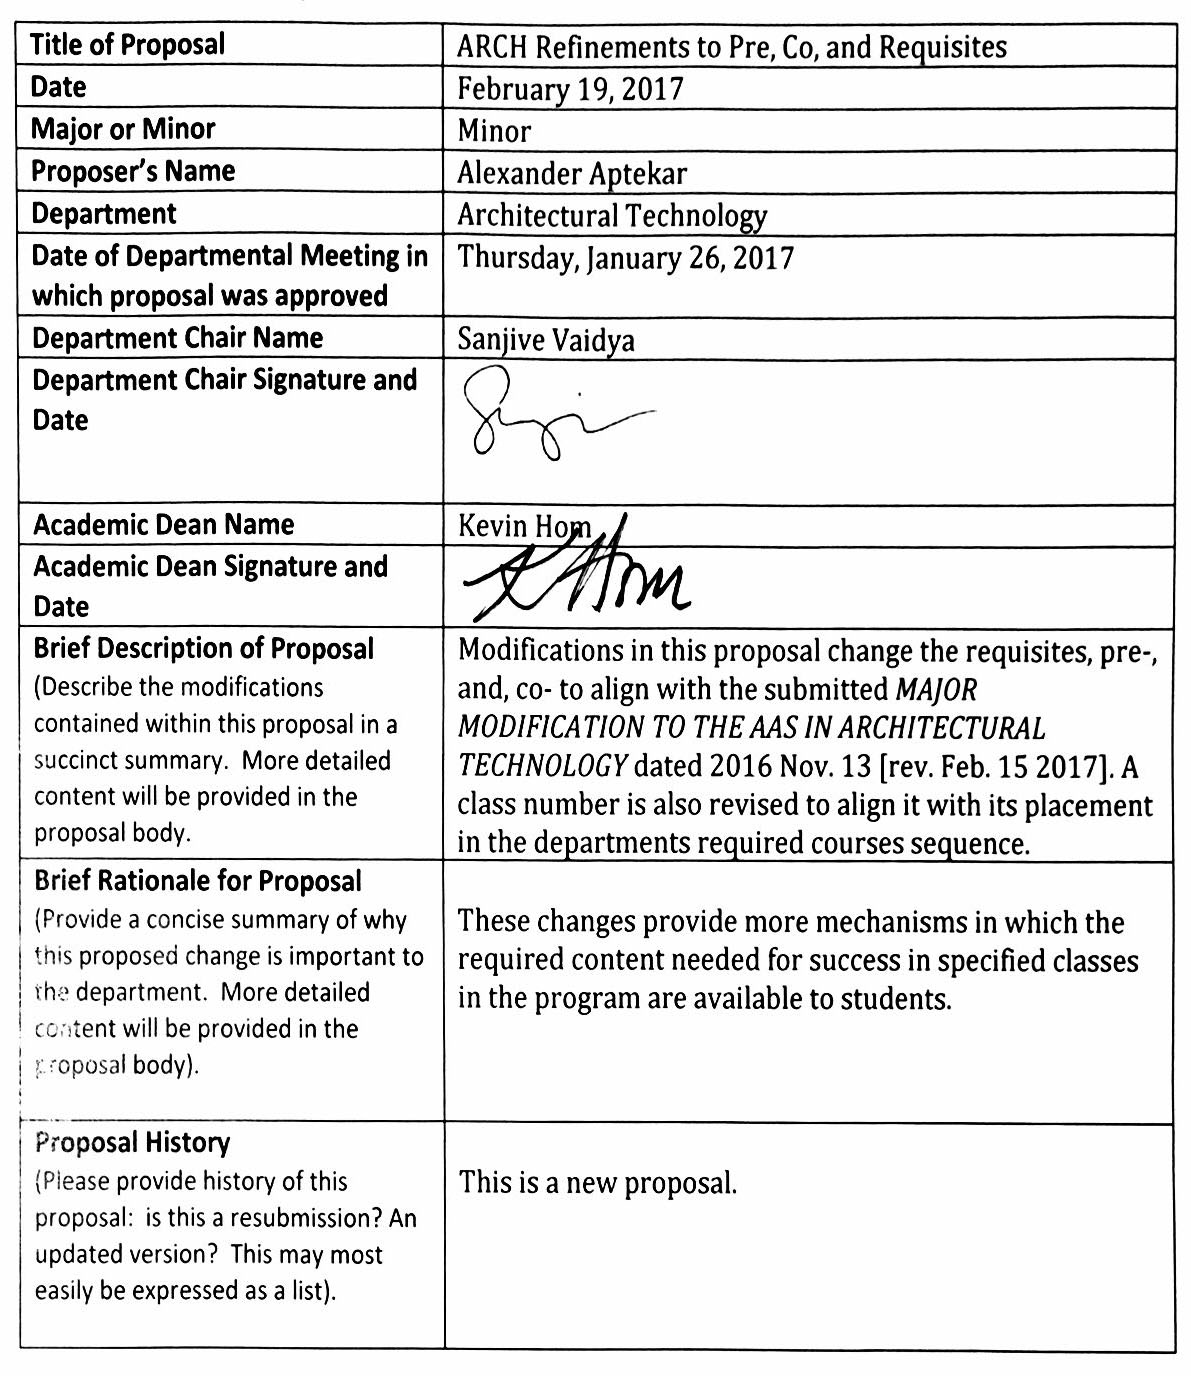 Title of Proposal
ARCH Refinements to Pre, Co, and Requisites
Date
February 19, 2017
Major or Minor
Minor
Proposer's Name
Alexander Aptekar
Department
Architectural Technology
Date of Departmental Meeting in
which proposal was approved
Thursday, January 26, 2017
Department Chair Name
Sanjive Vaidya
Department Chair Signature and
Date
Academic Dean Name
Kevin Hom
Academic Dean Signature and
Date
K Hom
Brief Description of Proposal
(Describe the modifications
contained within this proposal in a
succinct summary. More detailed
content will be provided in the
proposal body.
Modifications in this proposal change the requisites, pre-,
and, co- to align with the submitted MAJOR
MODIFICATION TO THE AAS IN ARCHITECTURAL
TECHNOLOGY dated 2016 Nov. 13 [rev. Feb. 15 2017]. A
class number is also revised to align it with its placement
in the departments required courses sequence.
Brief Rationale for Proposal
(Provide a concise summary of why
this proposed change is important to
the department. More detailed
content will be provided in the
proposal body).
These changes provide more mechanisms in which the
required content needed for success in specified classes
in the program are available to students.
Proposal History
(Please provide history of this
proposal: is this a resubmission? An
updated version? This may most
easily be expressed as a list).
This is a new proposal.